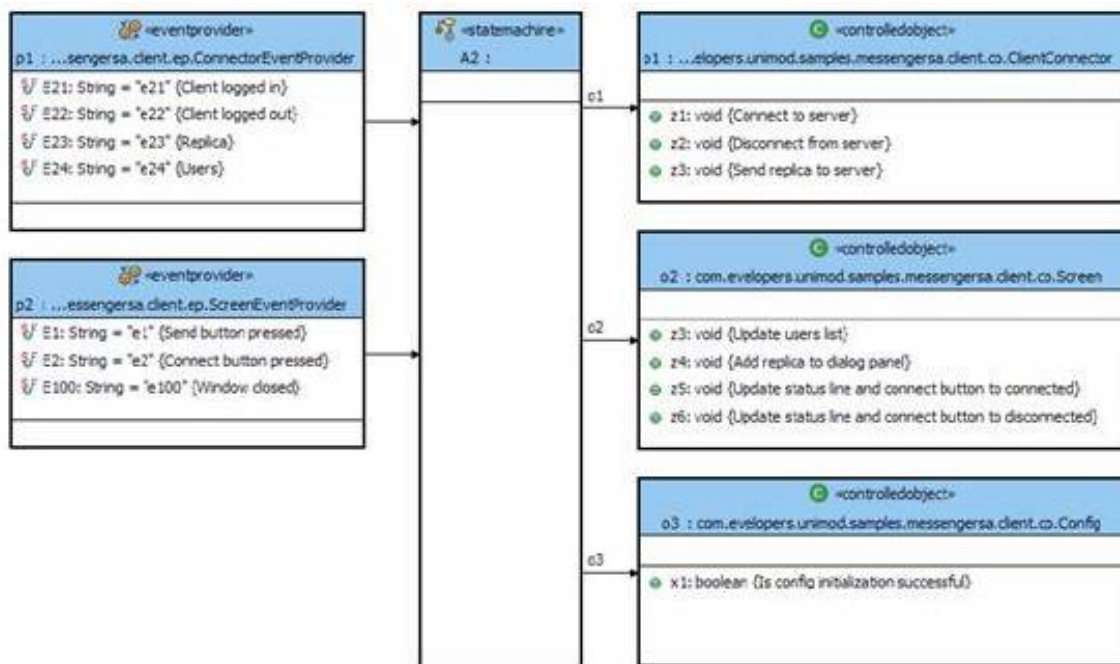 «eventprovider»
p1 : ...sengersa.client.ep.ConnectorEventProvider
E21: String = "e21" {Client logged in}
E22: String = "e22" {Client logged out}
E23: String = "e23" {Replica}
E24: String = "e24" {Users}
«eventprovider»
p2 : ...essengersa.client.ep.ScreenEventProvider
E1: String = "e1" {Send button pressed}
E2: String = "e2" {Connect button pressed}
E100: String = "e100" {Window closed}
«statemachine»
A2 :
o1
o2
o3
«controlledobject»
o1 : ...elopers.unimod.samples.messengersa.client.co.ClientConnector
z1: void {Connect to server}
z2: void {Disconnect from server}
z3: void {Send replica to server}
«controlledobject»
o2 : com.evelopers.unimod.samples.messengersa.client.co.Screen
z3: void {Update users list}
z4: void {Add replica to dialog panel}
z5: void {Update status line and connect button to connected}
z6: void {Update status line and connect button to disconnected}
«controlledobject»
o3 : com.evelopers.unimod.samples.messengersa.client.co.Config
x1: boolean {Is config initialization successful}